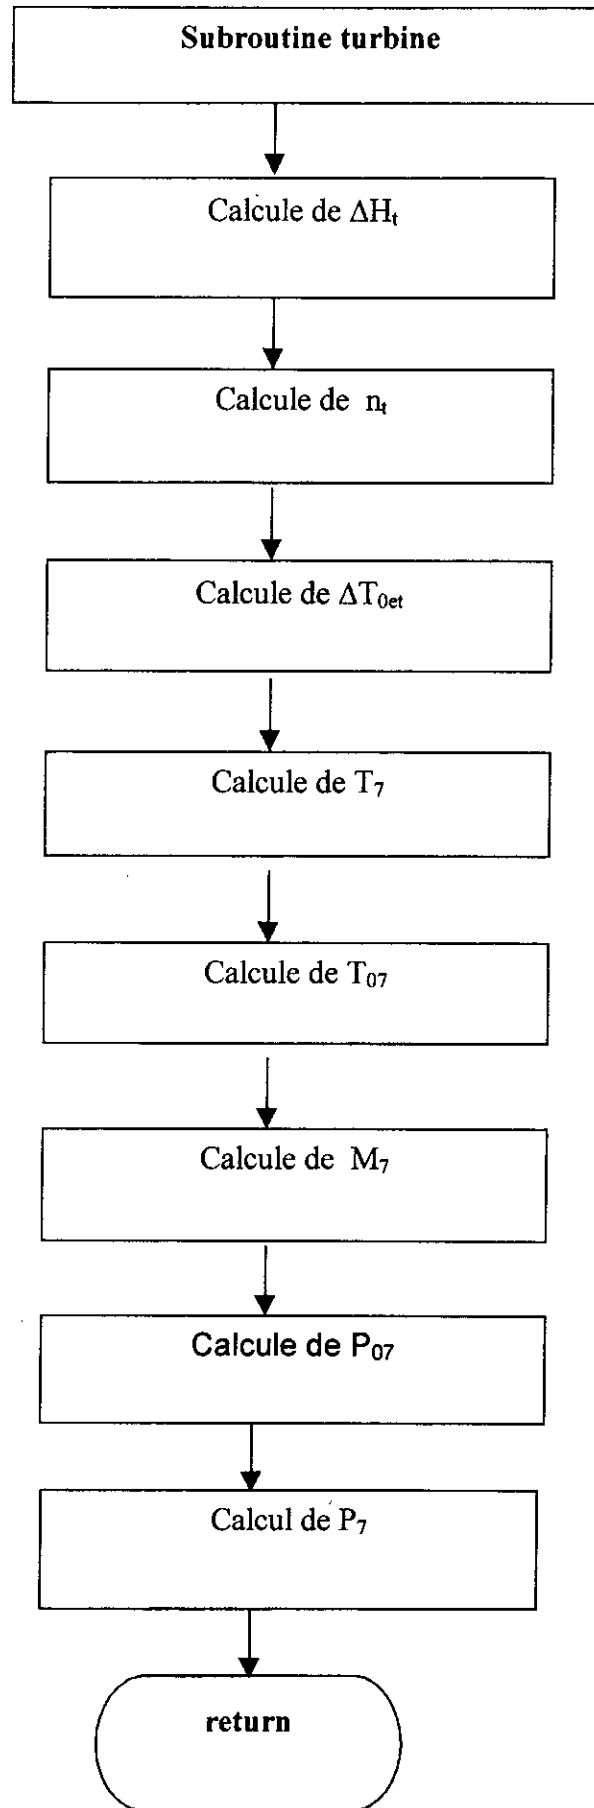 Subroutine turbine
Calcule de ΔHₜ
Calcule de nₜ
Calcule de ΔT₀ₑₜ
Calcule de T₇
Calcule de T₀₇
Calcule de M₇
Calcule de P₀₇
Calcul de P₇
return